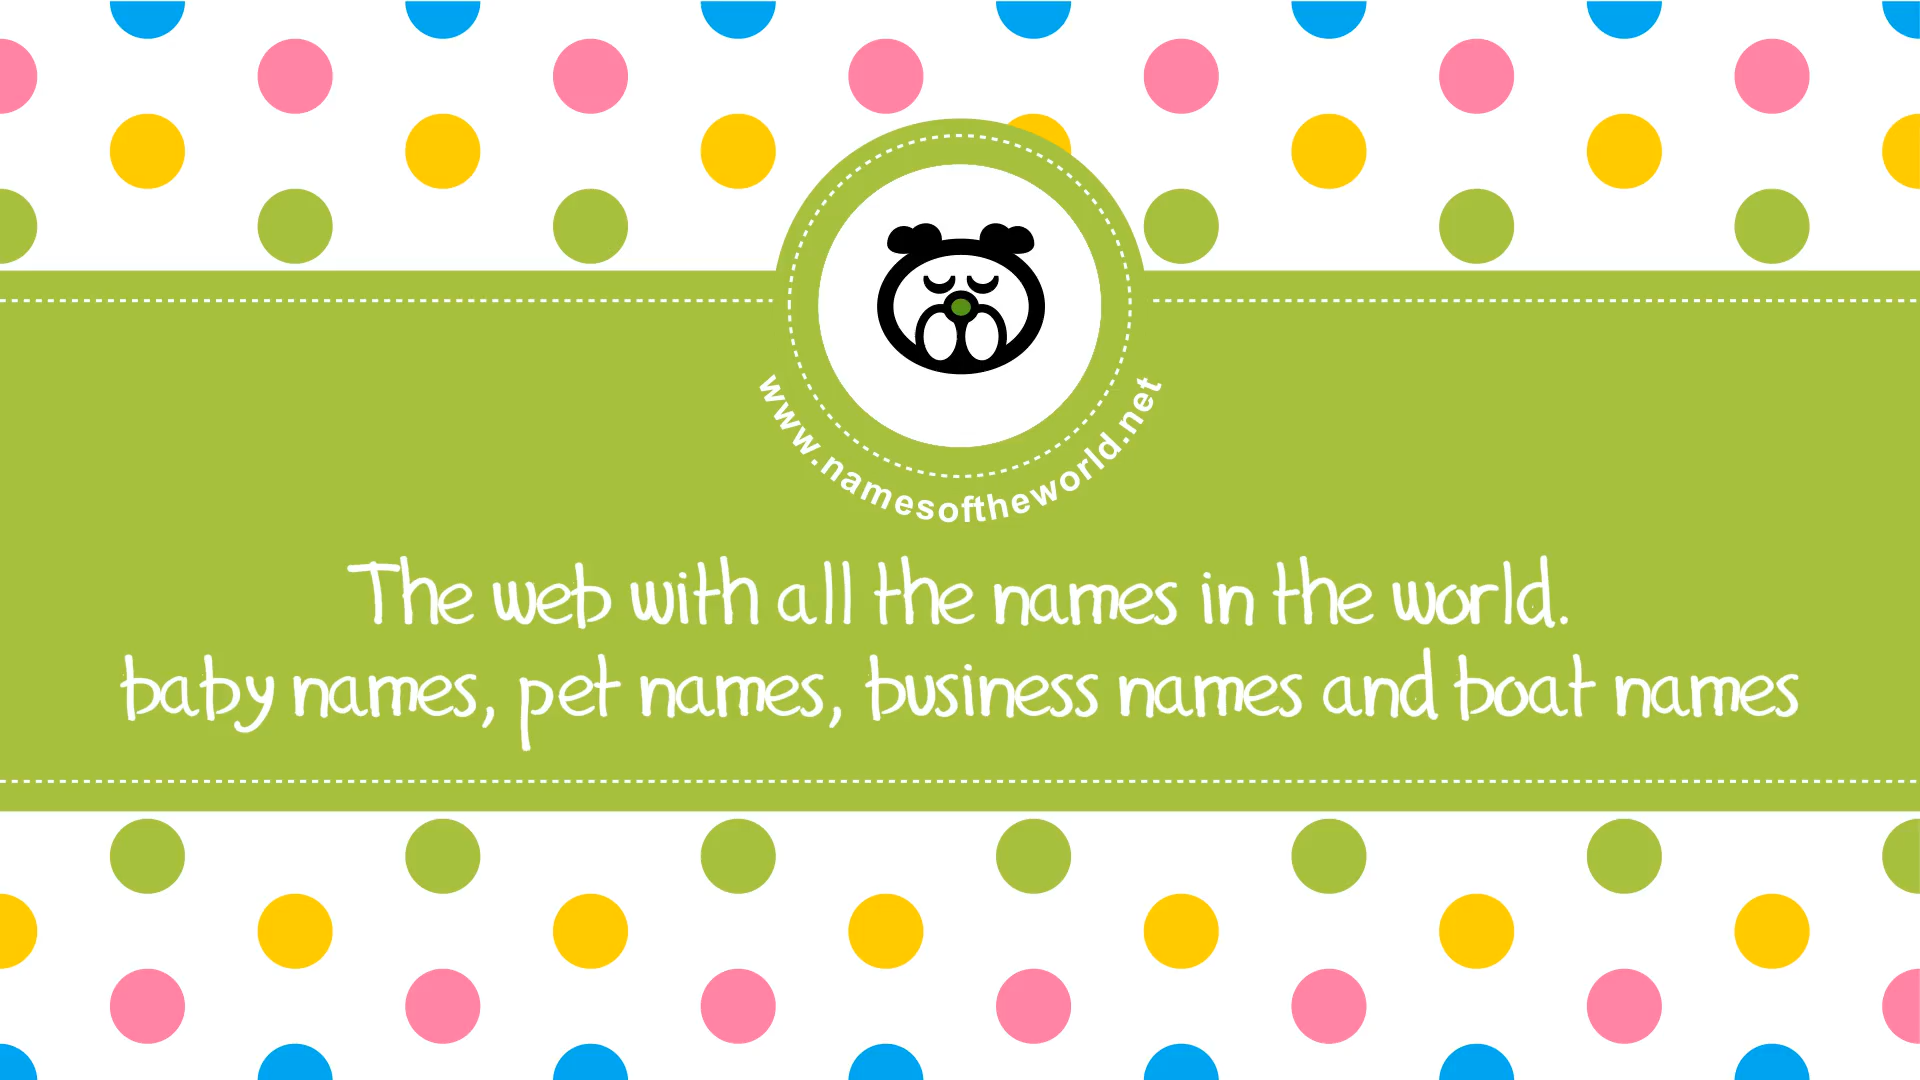 www.namesoftheworld.net
The web with all the names in the world.
baby names, pet names, business names and boat names